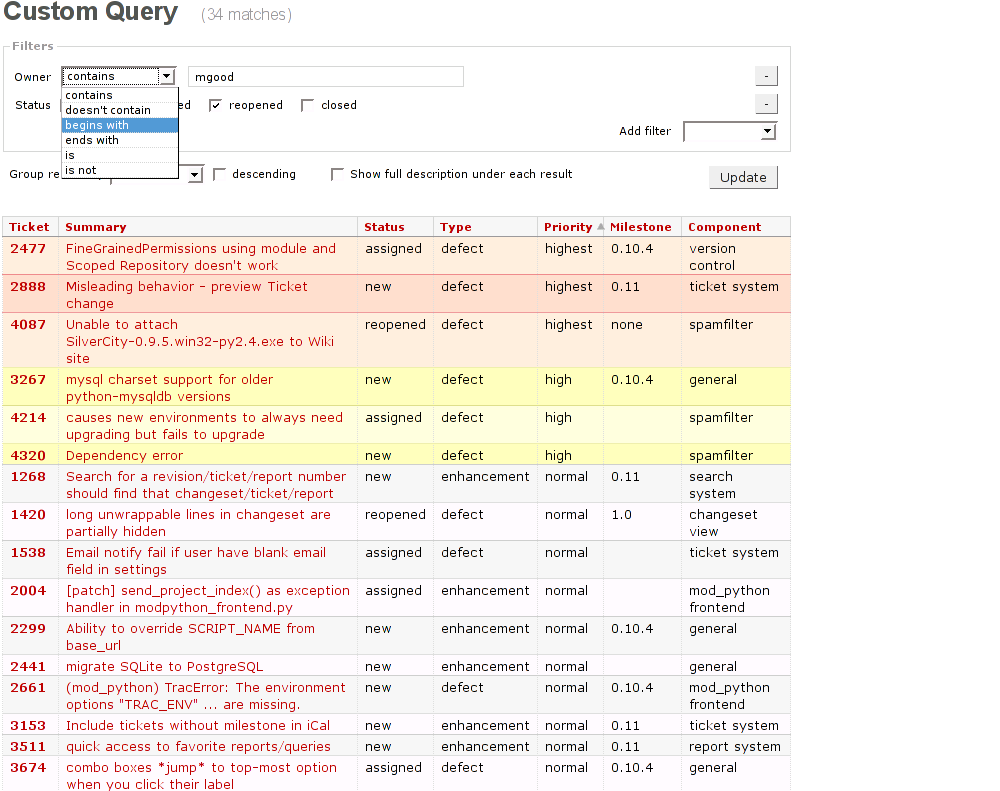 Custom Query (34 matches)
Filters
Owner contains mgood -
contains
Status ed reopened closed -
doesn't contain
begins with
Add filter
ends with
is
is not
Group re descending Show full description under each result Update
Ticket Summary Status Type Priority Milestone Component
2477 FineGrainedPermissions using module and assigned defect highest 0.10.4 version
Scoped Repository doesn't work control
2888 Misleading behavior - preview Ticket new defect highest 0.11 ticket system
change
4087 Unable to attach reopened defect highest none spamfilter
SilverCity-0.9.5.win32-py2.4.exe to Wiki
site
3267 mysql charset support for older new defect high 0.10.4 general
python-mysqldb versions
4214 causes new environments to always need assigned defect high spamfilter
upgrading but fails to upgrade
4320 Dependency error new defect high spamfilter
1268 Search for a revision/ticket/report number new enhancement normal 0.11 search
should find that changeset/ticket/report system
1420 long unwrappable lines in changeset are reopened defect normal 1.0 changeset
partially hidden view
1538 Email notify fail if user have blank email assigned defect normal ticket system
field in settings
2004 [patch] send_project_index() as exception assigned enhancement normal mod_python
handler in modpython_frontend.py frontend
2299 Ability to override SCRIPT_NAME from new enhancement normal 0.10.4 general
base_url
2441 migrate SQLite to PostgreSQL new enhancement normal general
2661 (mod_python) TracError: The environment new defect normal 0.10.4 mod_python
options "TRAC_ENV" ... are missing. frontend
3153 Include tickets without milestone in iCal new enhancement normal 0.11 ticket system
3511 quick access to favorite reports/queries new enhancement normal 0.11 report system
3674 combo boxes *jump* to top-most option assigned defect normal 0.10.4 general
when you click their label